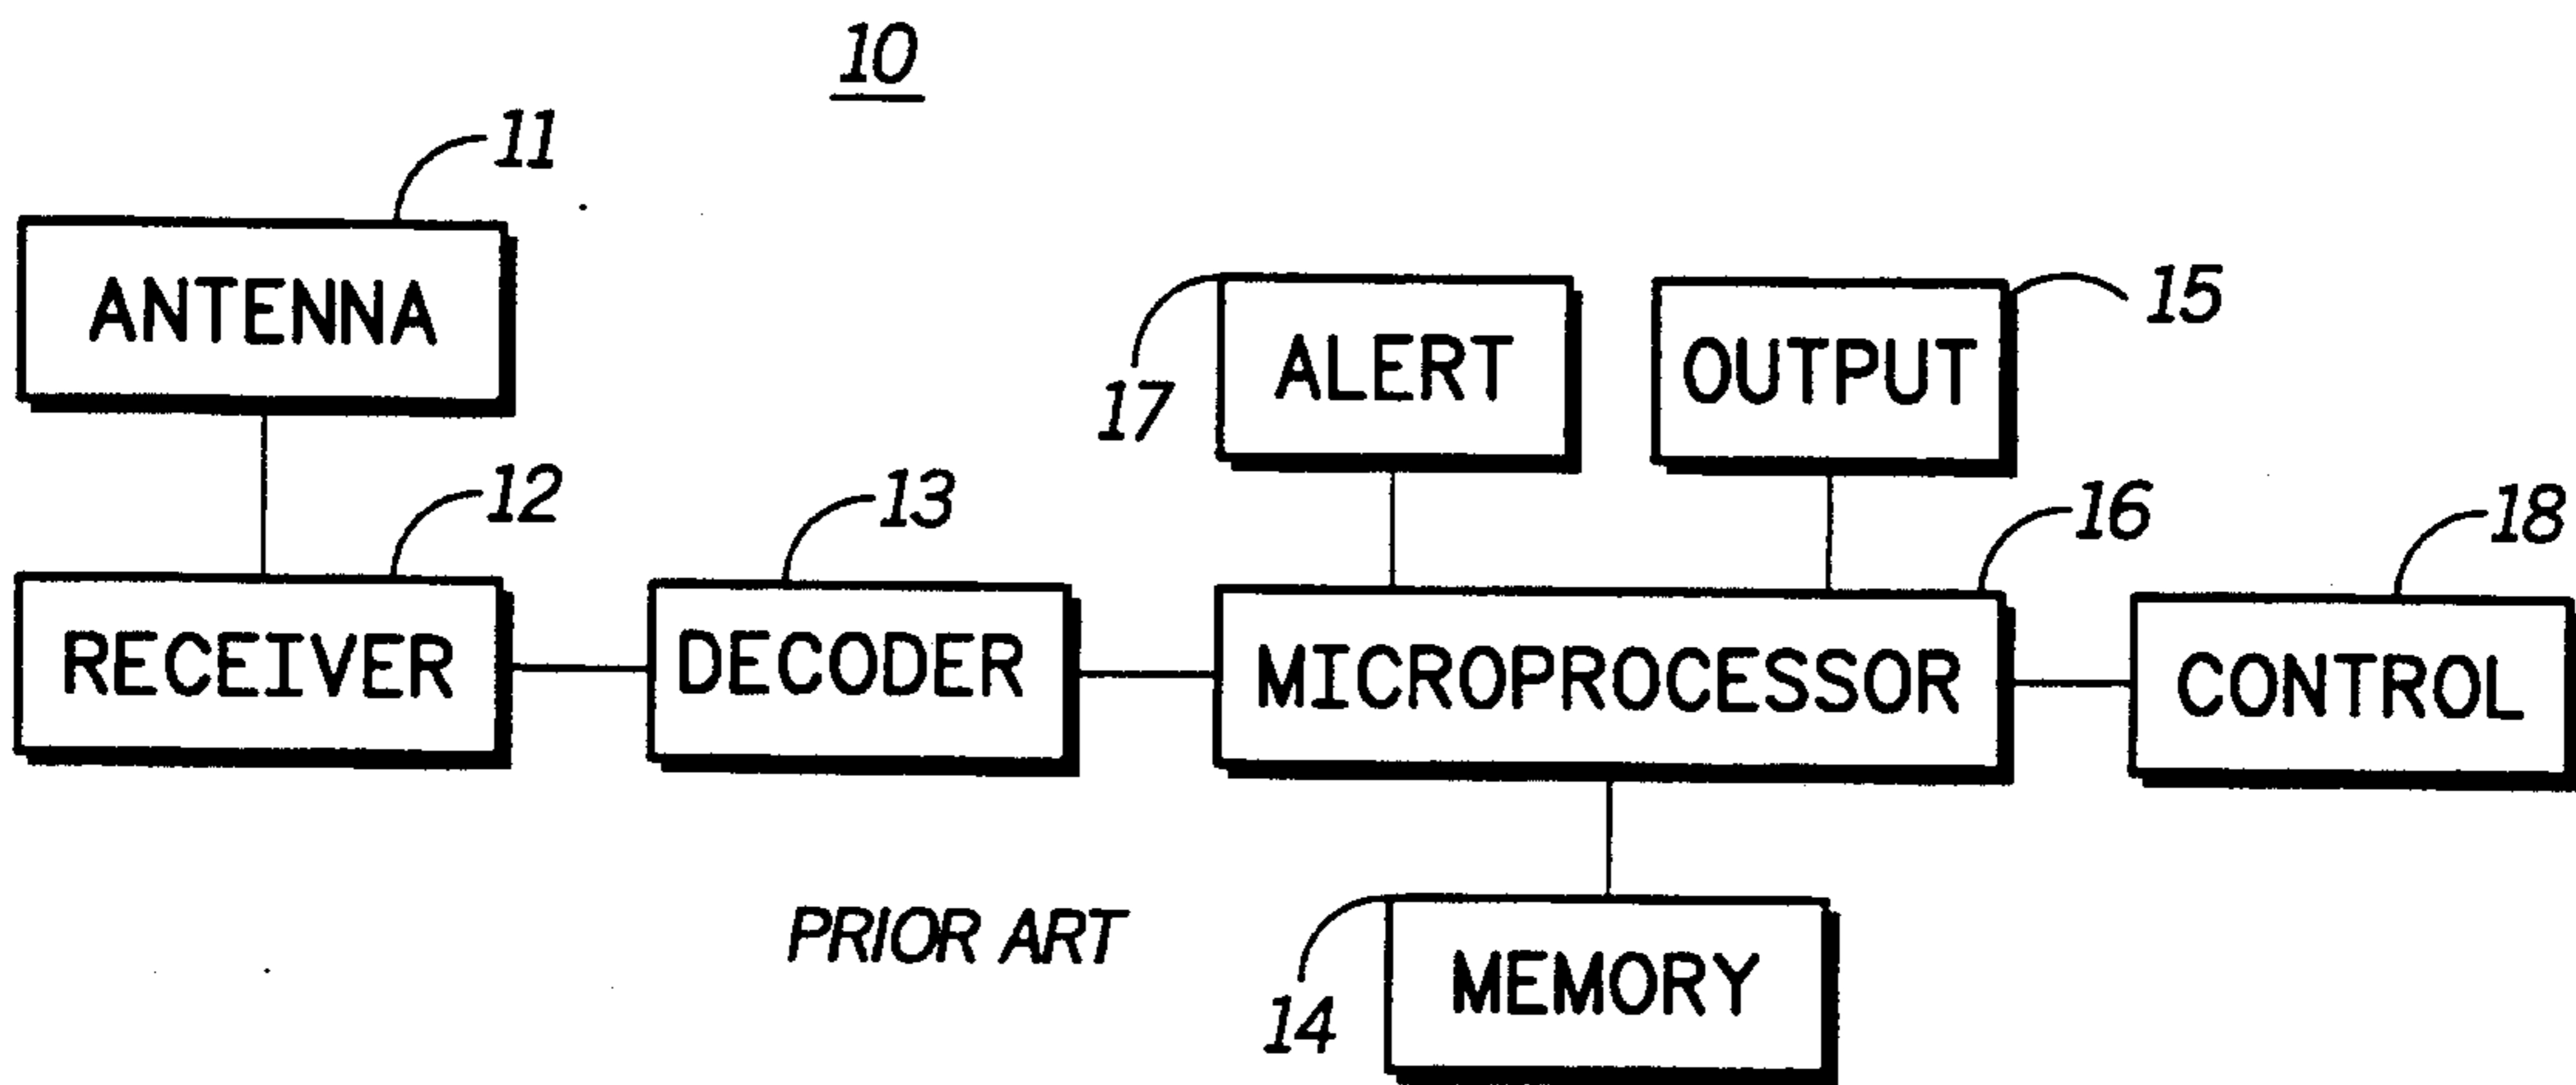 10
11
ANTENNA
17
ALERT
OUTPUT
15
12
13
16
18
RECEIVER
DECODER
MICROPROCESSOR
CONTROL
PRIOR ART
14
MEMORY